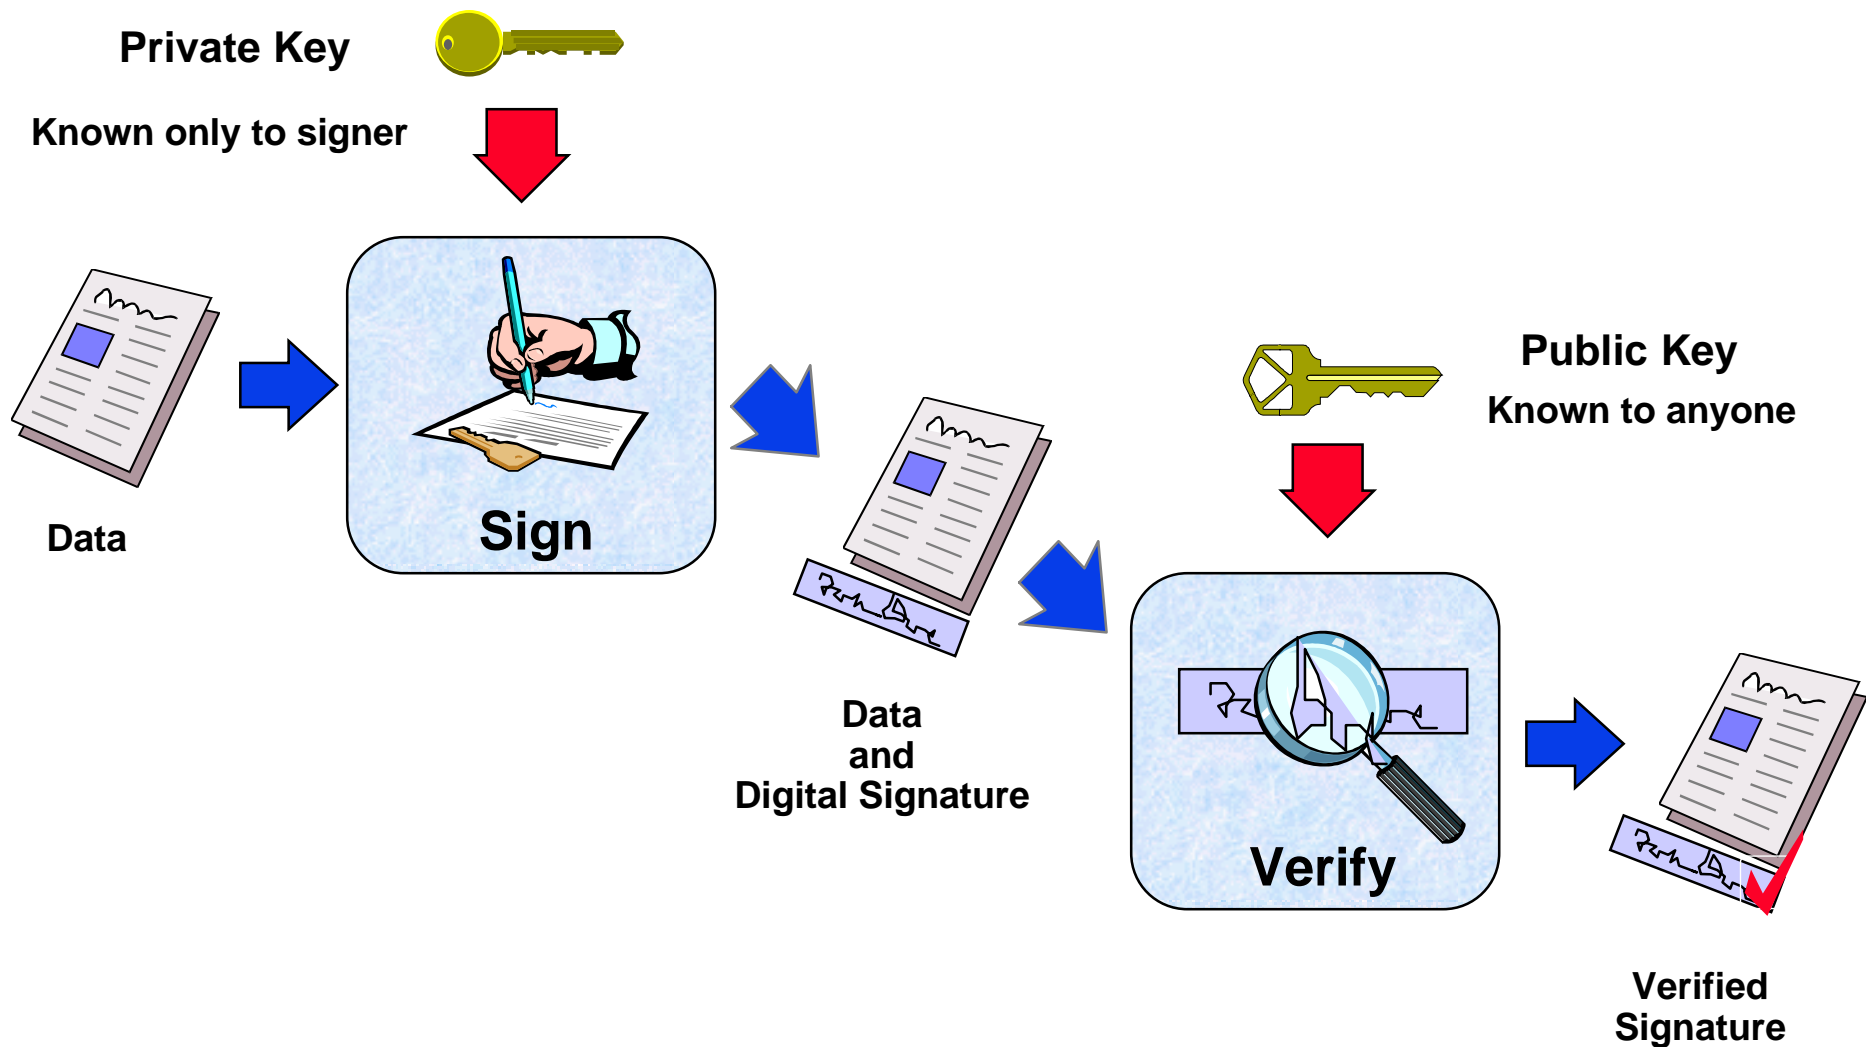 Private Key
Known only to signer
Data
Sign
Public Key
Known to anyone
Data
and
Digital Signature
Verify
Verified
Signature